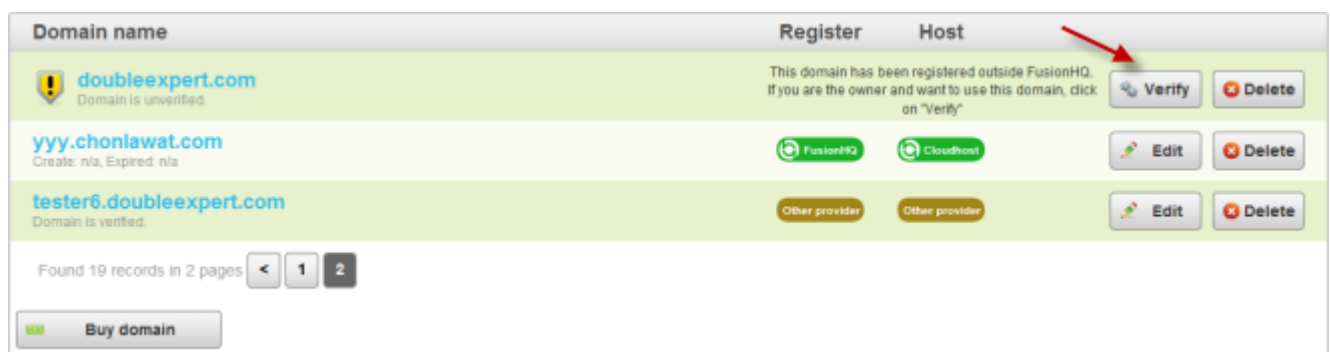 Domain name Register Host
doubleexpert.com
Domain is unverified.
This domain has been registered outside FusionHQ.
If you are the owner and want to use this domain, click
on "Verify"
Verify Delete
yyy.chonlawat.com
Create: n/a, Expired: n/a
FusionHQ Cloudhost Edit Delete
tester6.doubleexpert.com
Domain is verified.
Other provider Other provider Edit Delete
Found 19 records in 2 pages < 1 2
Buy domain